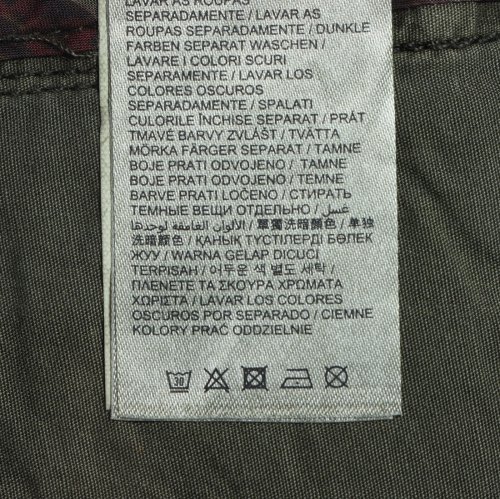 LAVAR AS ROUPAS
SEPARADAMENTE / LAVAR AS
ROUPAS SEPARADAMENTE / DUNKLE
FARBEN SEPARAT WASCHEN /
LAVARE I COLORI SCURI
SEPARAMENTE / LAVAR LOS
COLORES OSCUROS
SEPARADAMENTE / SPALATI
CULORILE ÎNCHISE SEPARAT / PRÁT
TMAVÉ BARVY ZVLÁŠT / TVÄTTA
MÖRKA FÄRGER SEPARAT / TAMNE
BOJE PRATI ODVOJENO / TAMNE
BOJE PRATI ODVOJENO / TEMNE
BARVE PRATI LOČENO / СТИРАТЬ
ТЕМНЫЕ ВЕЩИ ОТДЕЛЬНО / غسل
الألوان الغامقة لوحدها / 單獨洗暗顏色 / 单独
洗暗颜色 / ҚАНЫҚ ТҮСТІЛЕРДІ БӨЛЕК
ЖУУ / WARNA GELAP DICUCI
TERPISAH / 어두운 색 별도 세탁 /
ΠΛΕΝΕΤΕ ΤΑ ΣΚΟΥΡΑ ΧΡΩΜΑΤΑ
ΧΩΡΙΣΤΑ / LAVAR LOS COLORES
OSCUROS POR SEPARADO / CIEMNE
KOLORY PRAĆ ODDZIELNIE
30